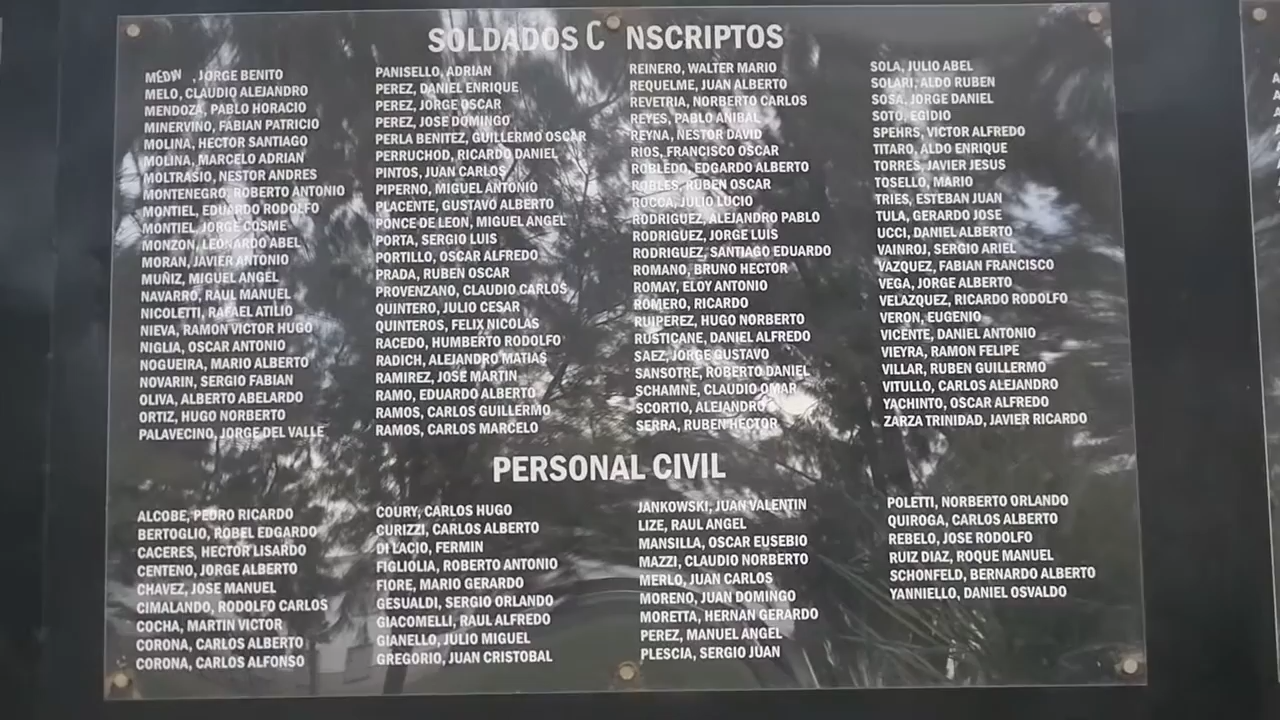 SOLDADOS C NSCRIPTOS
MEDW , JORGE BENITO
MELO, CLAUDIO ALEJANDRO
MENDOZA, PABLO HORACIO
MINERVINO, FABIAN PATRICIO
MOLINA, HECTOR SANTIAGO
MOLINA, MARCELO ADRIAN
MOLTRASIO, NESTOR ANDRES
MONTENEGRO, ROBERTO ANTONIO
MONTIEL, EDUARDO RODOLFO
MONTIEL, JORGE COSME
MONZON, LEONARDO ABEL
MORAN, JAVIER ANTONIO
MUÑIZ, MIGUEL ANGEL
NAVARRO, RAUL MANUEL
NICOLETTI, RAFAEL ATILIO
NIEVA, RAMON VICTOR HUGO
NIGLIA, OSCAR ANTONIO
NOGUEIRA, MARIO ALBERTO
NOVARIN, SERGIO FABIAN
OLIVA, ALBERTO ABELARDO
ORTIZ, HUGO NORBERTO
PALAVECINO, JORGE DEL VALLE
PANISELLO, ADRIAN
PEREZ, DANIEL ENRIQUE
PEREZ, JORGE OSCAR
PEREZ, JOSE DOMINGO
PERLA BENITEZ, GUILLERMO OSCAR
PERRUCHOD, RICARDO DANIEL
PINTOS, JUAN CARLOS
PIPERNO, MIGUEL ANTONIO
PLACENTE, GUSTAVO ALBERTO
PONCE DE LEON, MIGUEL ANGEL
PORTA, SERGIO LUIS
PORTILLO, OSCAR ALFREDO
PRADA, RUBEN OSCAR
PROVENZANO, CLAUDIO CARLOS
QUINTERO, JULIO CESAR
QUINTEROS, FELIX NICOLAS
RACEDO, HUMBERTO RODOLFO
RADICH, ALEJANDRO MATIAS
RAMIREZ, JOSE MARTIN
RAMO, EDUARDO ALBERTO
RAMOS, CARLOS GUILLERMO
RAMOS, CARLOS MARCELO
REINERO, WALTER MARIO
REQUELME, JUAN ALBERTO
REVETRIA, NORBERTO CARLOS
REYES, PABLO ANIBAL
REYNA, NESTOR DAVID
RIOS, FRANCISCO OSCAR
ROBLEDO, EDGARDO ALBERTO
ROBLES, RUBEN OSCAR
ROCCA, JULIO LUCIO
RODRIGUEZ, ALEJANDRO PABLO
RODRIGUEZ, JORGE LUIS
RODRIGUEZ, SANTIAGO EDUARDO
ROMANO, BRUNO HECTOR
ROMAY, ELOY ANTONIO
ROMERO, RICARDO
RUIPEREZ, HUGO NORBERTO
RUSTICANE, DANIEL ALFREDO
SAEZ, JORGE GUSTAVO
SANSOTRE, ROBERTO DANIEL
SCHAMNE, CLAUDIO OMAR
SCORTIO, ALEJANDRO
SERRA, RUBEN HECTOR
SOLA, JULIO ABEL
SOLARI, ALDO RUBEN
SOSA, JORGE DANIEL
SOTO, EGIDIO
SPEHRS, VICTOR ALFREDO
TITARO, ALDO ENRIQUE
TORRES, JAVIER JESUS
TOSELLO, MARIO
TRIES, ESTEBAN JUAN
TULA, GERARDO JOSE
UCCI, DANIEL ALBERTO
VAINROJ, SERGIO ARIEL
VAZQUEZ, FABIAN FRANCISCO
VEGA, JORGE ALBERTO
VELAZQUEZ, RICARDO RODOLFO
VERON, EUGENIO
VICENTE, DANIEL ANTONIO
VIEYRA, RAMON FELIPE
VILLAR, RUBEN GUILLERMO
VITULLO, CARLOS ALEJANDRO
YACHINTO, OSCAR ALFREDO
ZARZA TRINIDAD, JAVIER RICARDO
PERSONAL CIVIL
ALCOBE, PEDRO RICARDO
BERTOGLIO, ROBEL EDGARDO
CACERES, HECTOR LISARDO
CENTENO, JORGE ALBERTO
CHAVEZ, JOSE MANUEL
CIMALANDO, RODOLFO CARLOS
COCHA, MARTIN VICTOR
CORONA, CARLOS ALBERTO
CORONA, CARLOS ALFONSO
COURY, CARLOS HUGO
CURIZZI, CARLOS ALBERTO
DI LACIO, FERMIN
FIGLIOLIA, ROBERTO ANTONIO
FIORE, MARIO GERARDO
GESUALDI, SERGIO ORLANDO
GIACOMELLI, RAUL ALFREDO
GIANELLO, JULIO MIGUEL
GREGORIO, JUAN CRISTOBAL
JANKOWSKI, JUAN VALENTIN
LIZE, RAUL ANGEL
MANSILLA, OSCAR EUSEBIO
MAZZI, CLAUDIO NORBERTO
MERLO, JUAN CARLOS
MORENO, JUAN DOMINGO
MORETTA, HERNAN GERARDO
PEREZ, MANUEL ANGEL
PLESCIA, SERGIO JUAN
POLETTI, NORBERTO ORLANDO
QUIROGA, CARLOS ALBERTO
REBELO, JOSE RODOLFO
RUIZ DIAZ, ROQUE MANUEL
SCHONFELD, BERNARDO ALBERTO
YANNIELLO, DANIEL OSVALDO